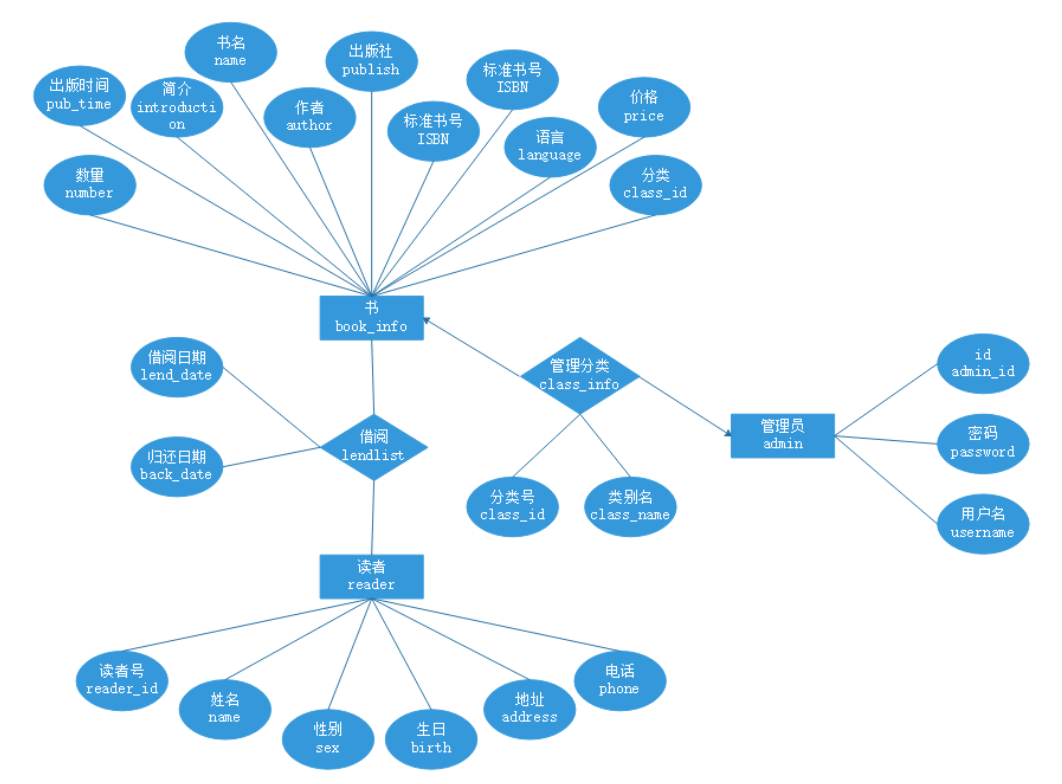 书名
name
出版社
publish
标准书号
ISBN
出版时间
pub_time
简介
introducti
on
作者
author
标准书号
ISBN
价格
price
语言
language
数量
number
分类
class_id
书
book_info
借阅日期
lend_date
管理分类
class_info
id
admin_id
借阅
lendlist
管理员
admin
密码
password
归还日期
back_date
分类号
class_id
类别名
class_name
用户名
username
读者
reader
读者号
reader_id
姓名
name
性别
sex
生日
birth
地址
address
电话
phone